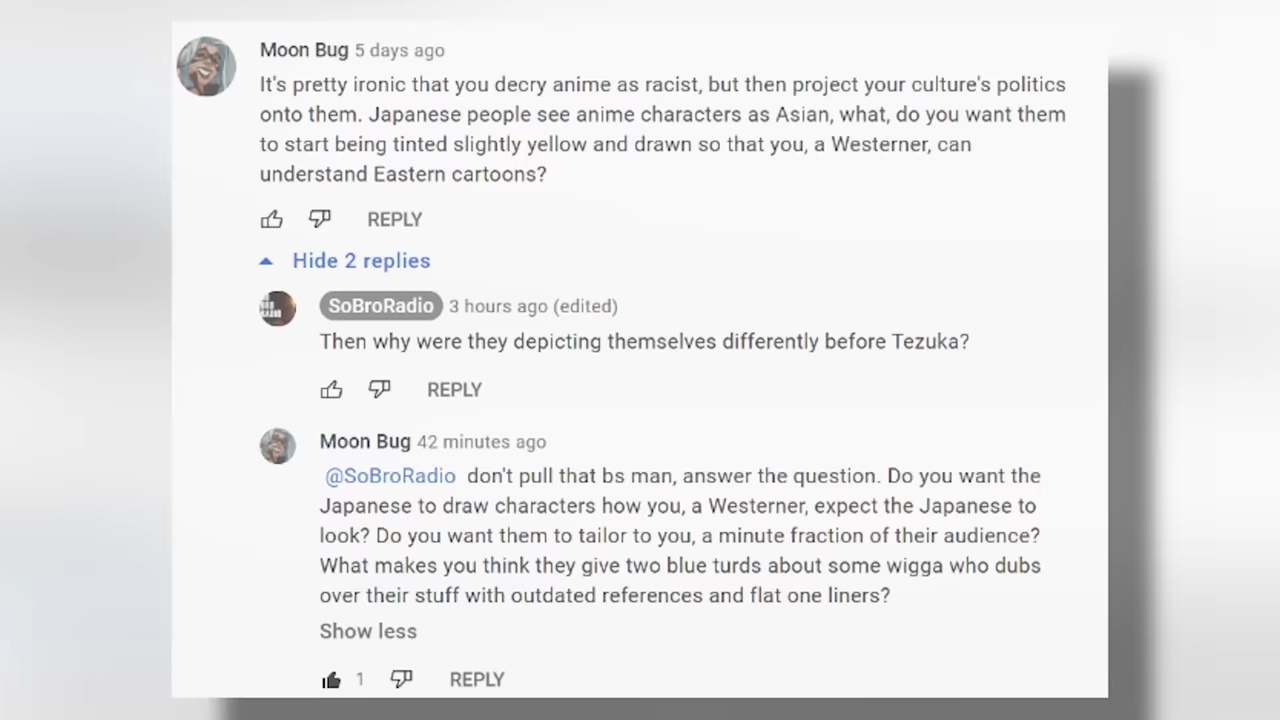 Moon Bug 5 days ago
It's pretty ironic that you decry anime as racist, but then project your culture's politics
onto them. Japanese people see anime characters as Asian, what, do you want them
to start being tinted slightly yellow and drawn so that you, a Westerner, can
understand Eastern cartoons?
REPLY
Hide 2 replies
SoBroRadio 3 hours ago (edited)
Then why were they depicting themselves differently before Tezuka?
REPLY
Moon Bug 42 minutes ago
@SoBroRadio don't pull that bs man, answer the question. Do you want the
Japanese to draw characters how you, a Westerner, expect the Japanese to
look? Do you want them to tailor to you, a minute fraction of their audience?
What makes you think they give two blue turds about some wigga who dubs
over their stuff with outdated references and flat one liners?
Show less
1 REPLY